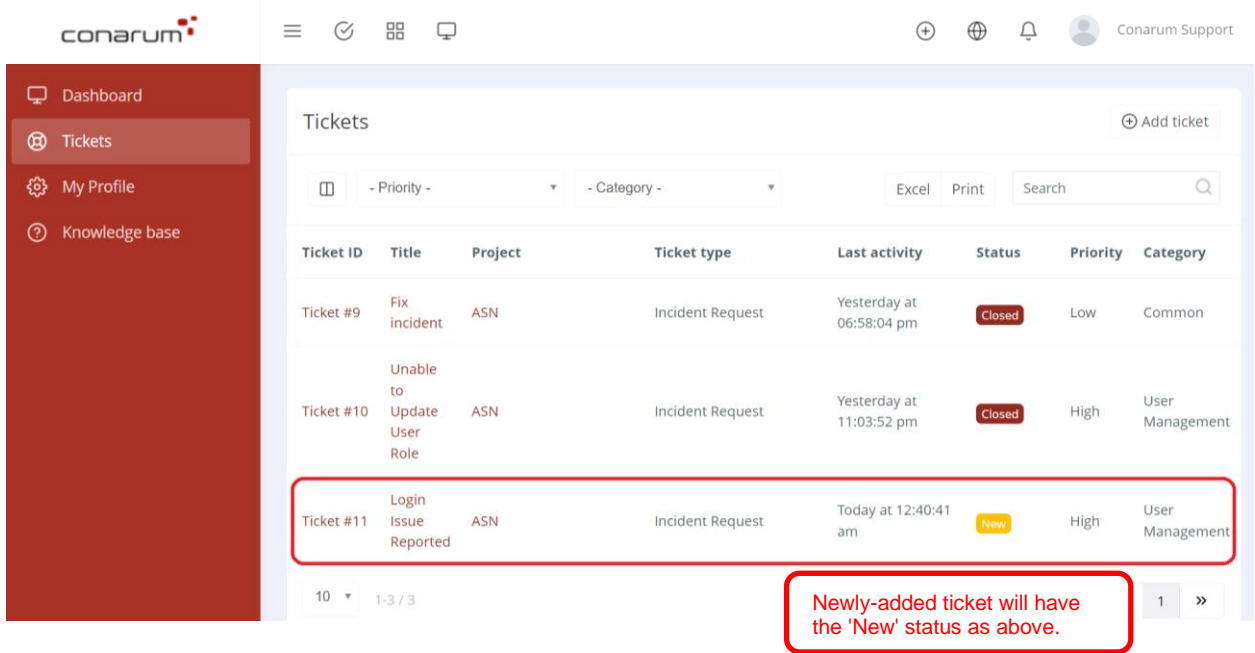 conarum
Conarum Support
Dashboard
Tickets
My Profile
Knowledge base
Tickets
Add ticket
- Priority -
- Category -
Excel
Print
Search
Ticket ID Title Project Ticket type Last activity Status Priority Category
Ticket #9
Fix
incident
ASN
Incident Request
Yesterday at
06:58:04 pm
Closed
Low
Common
Ticket #10
Unable
to
Update
User
Role
ASN
Incident Request
Yesterday at
11:03:52 pm
Closed
High
User
Management
Ticket #11
Login
Issue
Reported
ASN
Incident Request
Today at 12:40:41
am
New
High
User
Management
10
1-3 / 3
Newly-added ticket will have
the 'New' status as above.
1 »